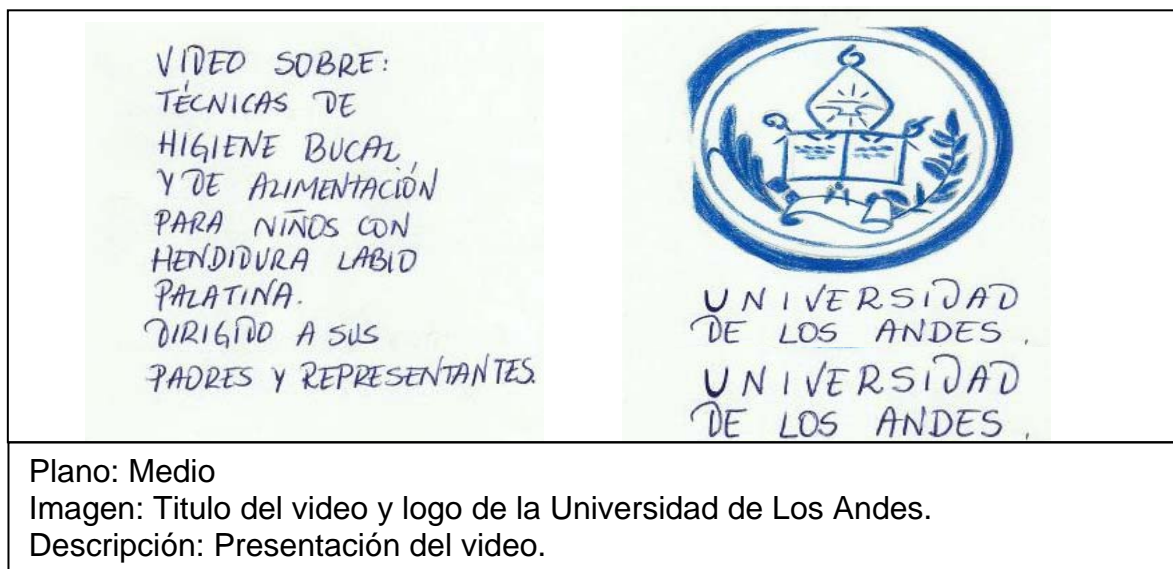 VIDEO SOBRE:
TÉCNICAS DE
HIGIENE BUCAL,
Y DE ALIMENTACIÓN
PARA NIÑOS CON
HENDIDURA LABIO
PALATINA.
DIRIGIDO A SUS
PADRES Y REPRESENTANTES.
UNIVERSIDAD
DE LOS ANDES.
UNIVERSIDAD
DE LOS ANDES.
Plano: Medio
Imagen: Titulo del video y logo de la Universidad de Los Andes.
Descripción: Presentación del video.